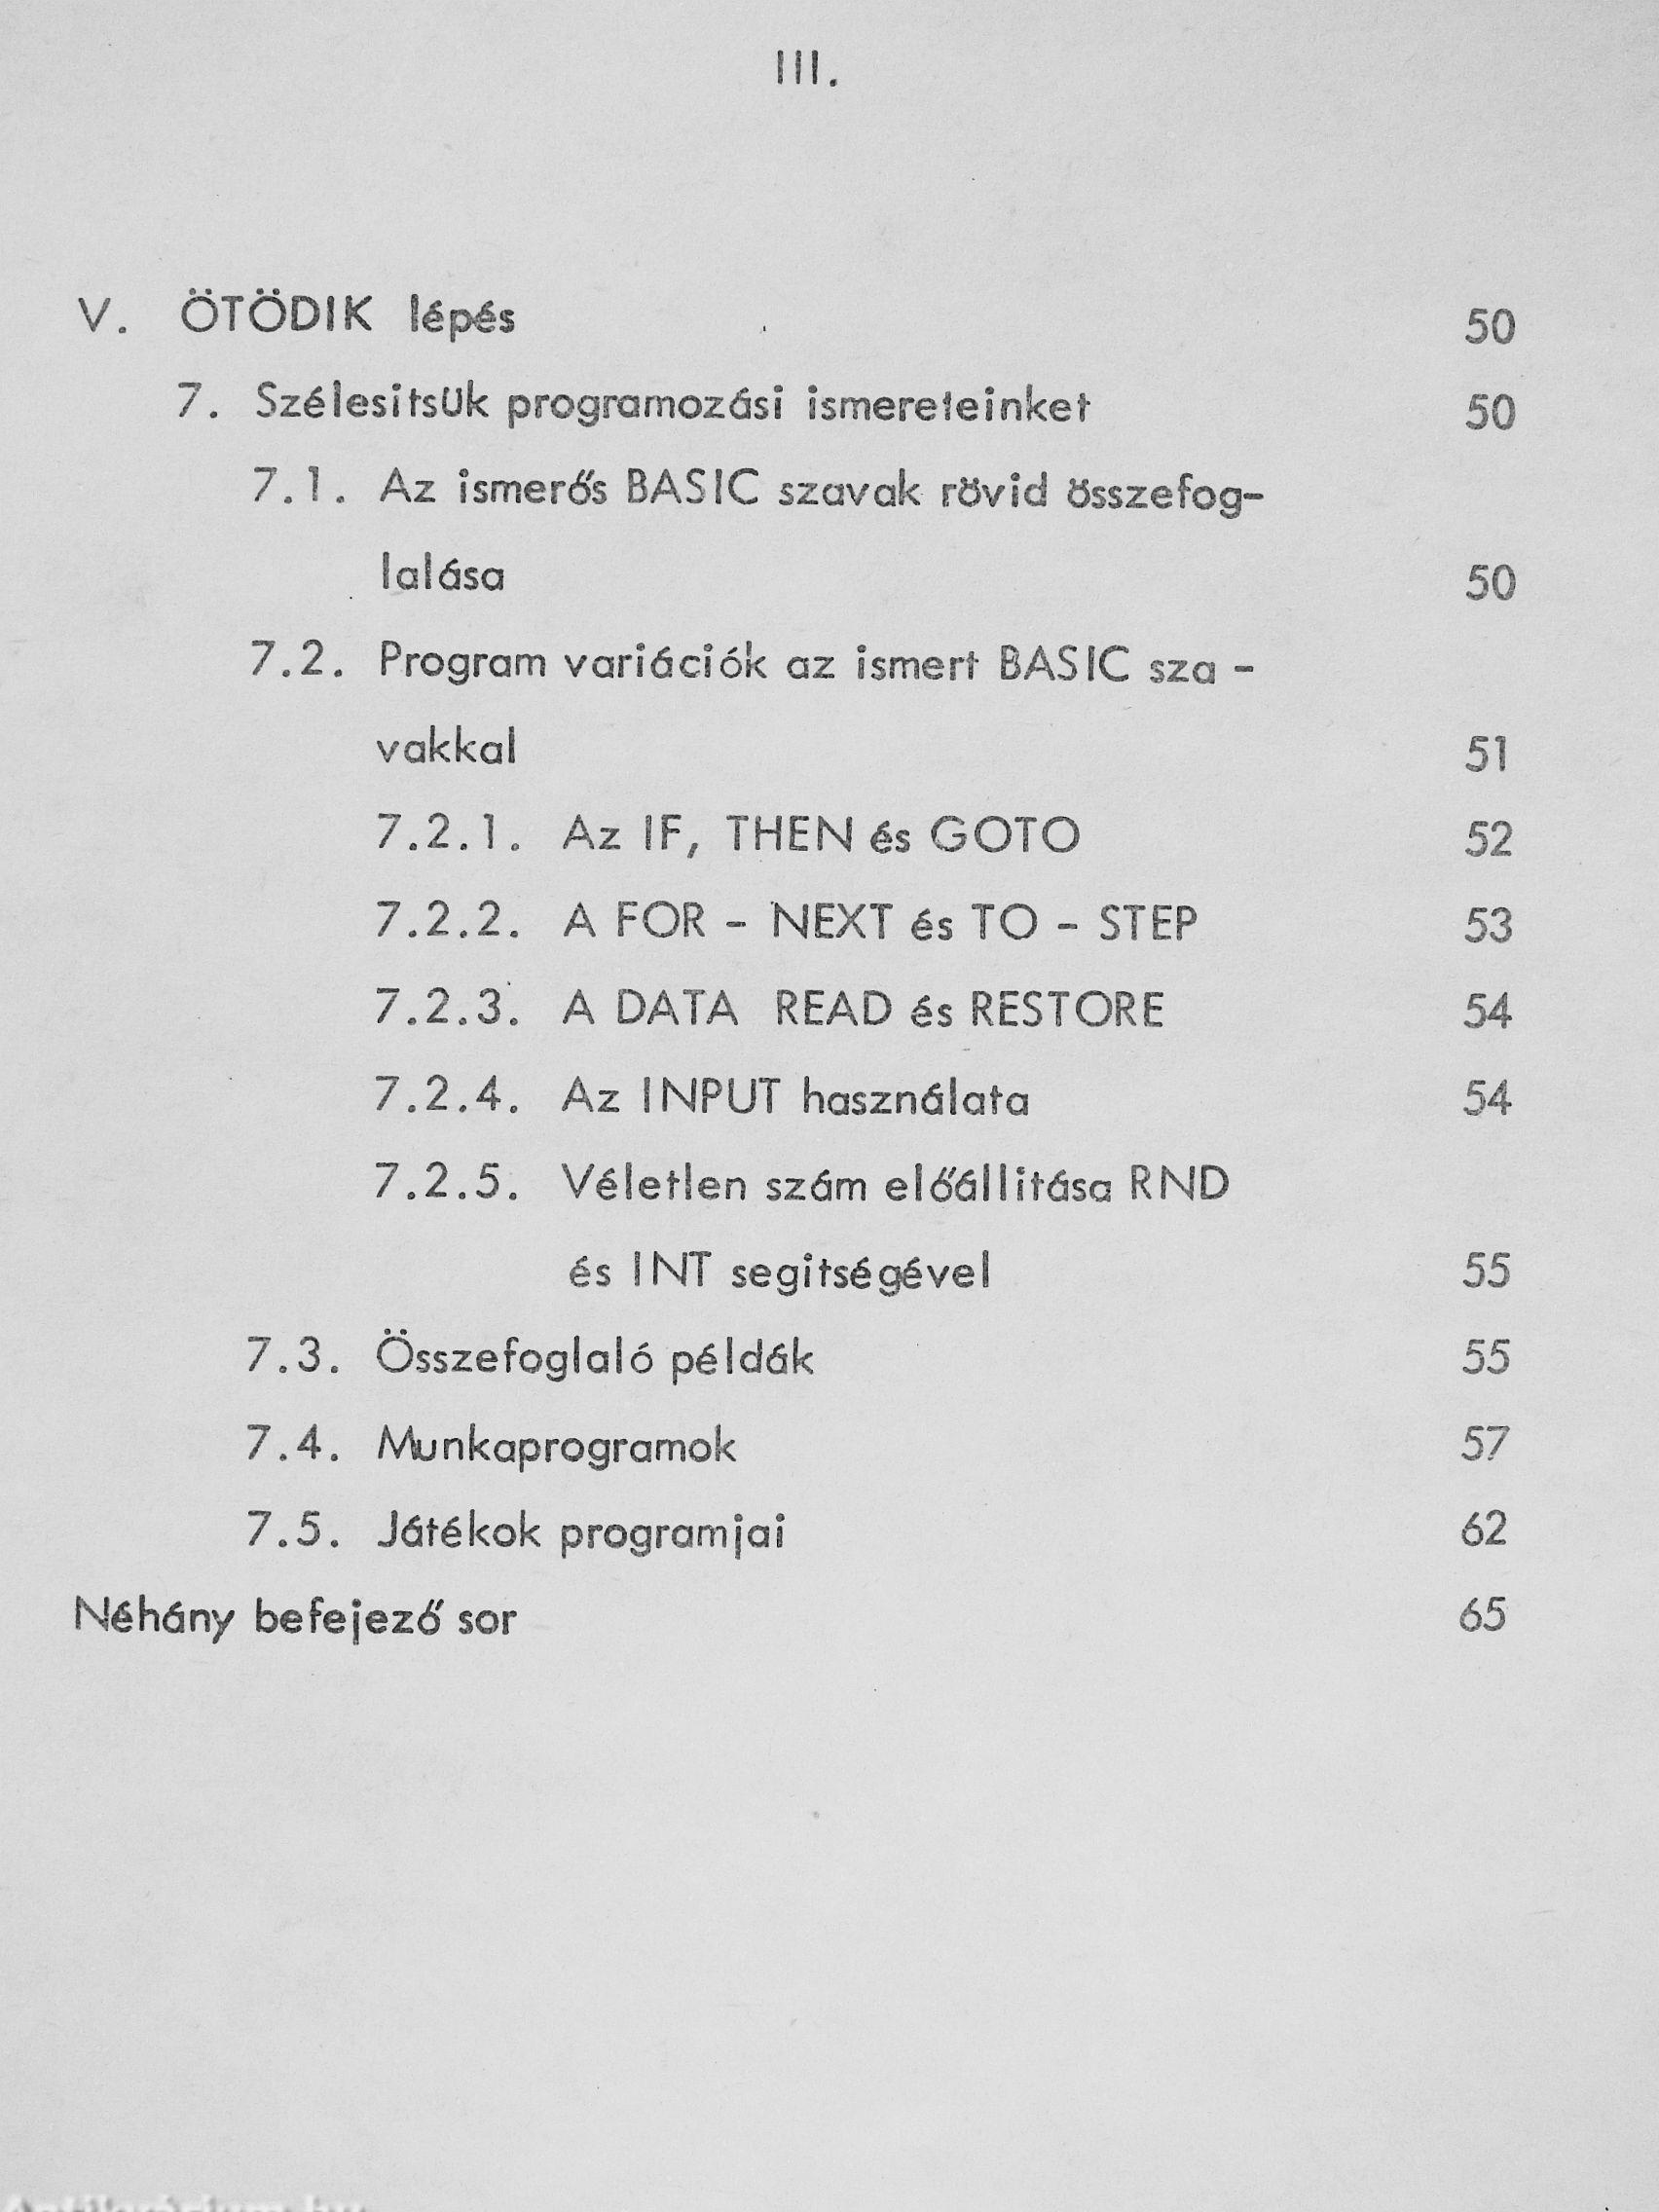 III.
V. ÖTÖDIK lépés 50
7. Szélesitsük programozási ismereteinket 50
7.1. Az ismerős BASIC szavak rövid összefog-
lalása 50
7.2. Program variációk az ismert BASIC sza -
vakkal 51
7.2.1. Az IF, THEN és GOTO 52
7.2.2. A FOR - NEXT és TO - STEP 53
7.2.3. A DATA READ és RESTORE 54
7.2.4. Az INPUT használata 54
7.2.5. Véletlen szám előállitása RND
és INT segitségével 55
7.3. Összefoglaló példák 55
7.4. Munkaprogramok 57
7.5. Játékok programjai 62
Néhány befejező sor 65